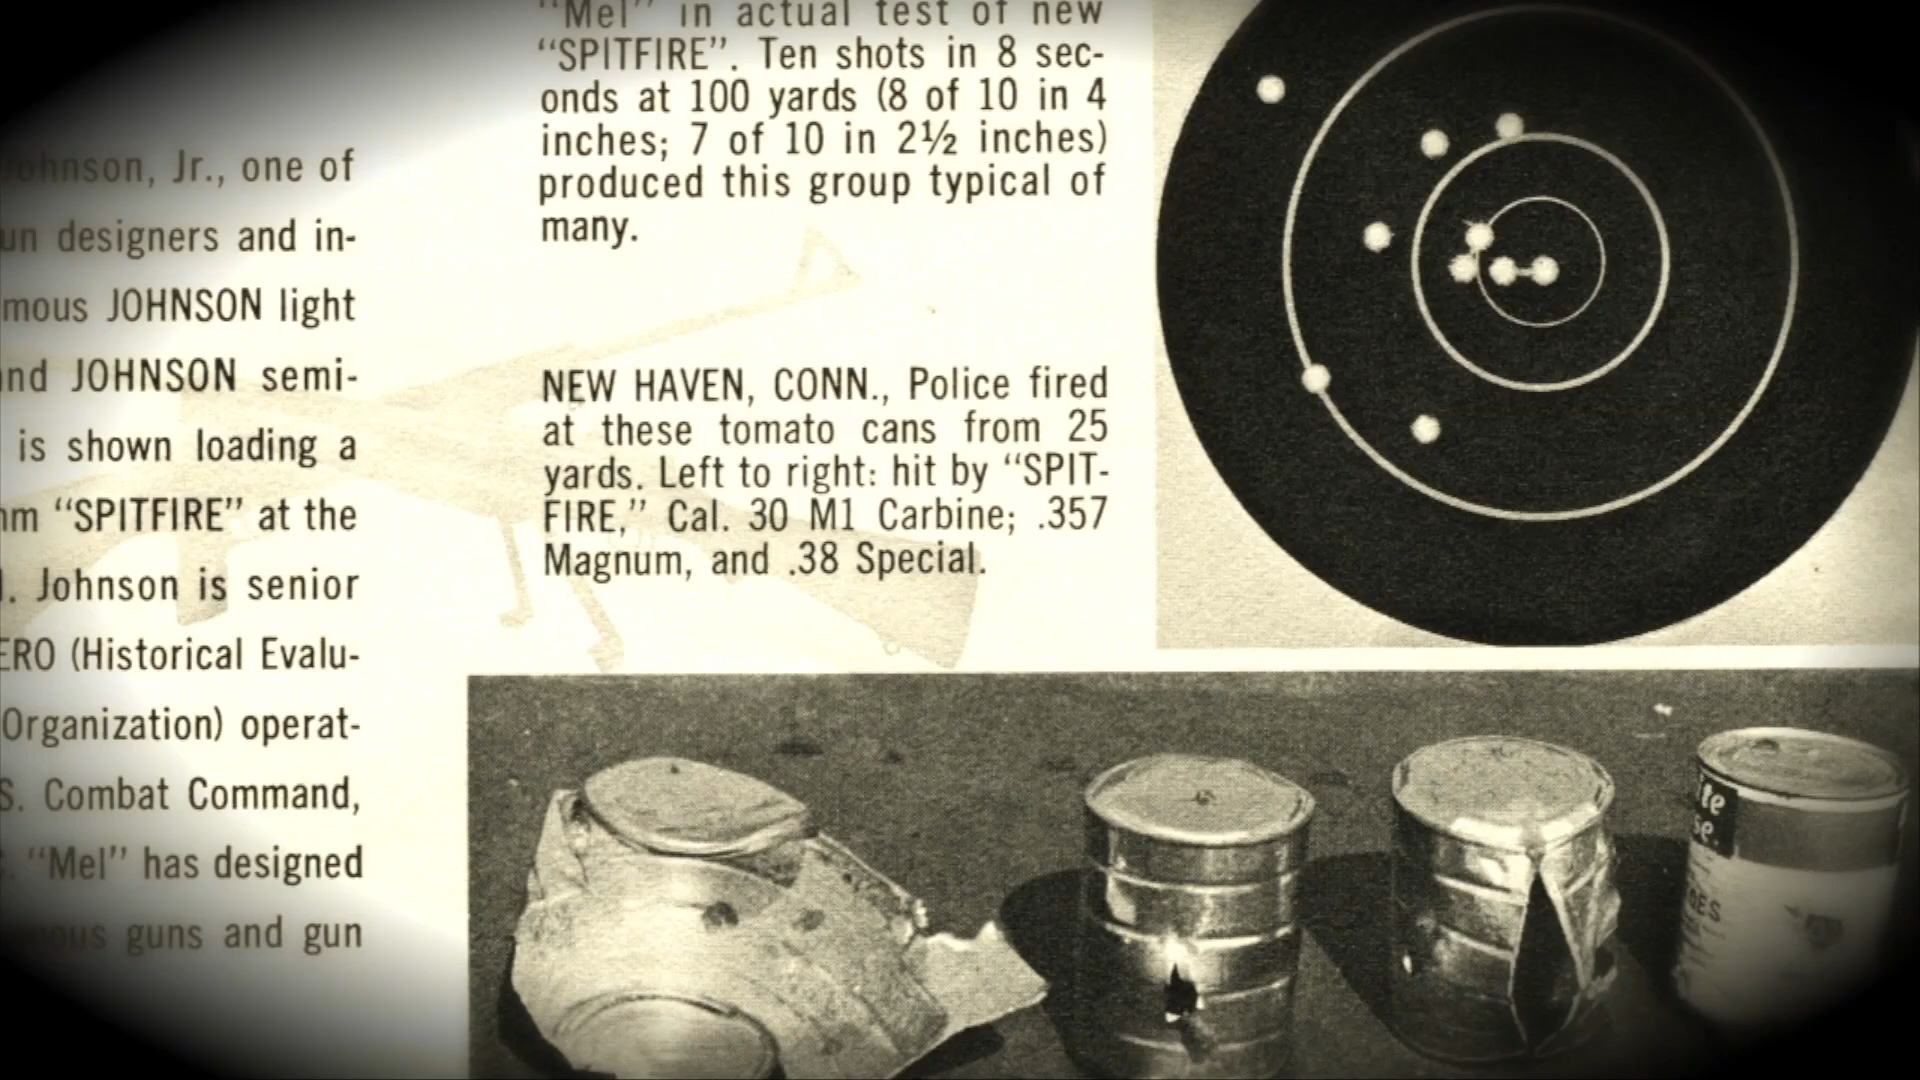 Johnson, Jr., one of
un designers and in-
mous JOHNSON light
and JOHNSON semi-
is shown loading a
mm "SPITFIRE" at the
. Johnson is senior
ERO (Historical Evalu-
Organization) operat-
S. Combat Command,
"Mel" has designed
guns and gun
"Mel" in actual test of new
"SPITFIRE". Ten shots in 8 sec-
onds at 100 yards (8 of 10 in 4
inches; 7 of 10 in 2½ inches)
produced this group typical of
many.
NEW HAVEN, CONN., Police fired
at these tomato cans from 25
yards. Left to right: hit by "SPIT-
FIRE," Cal. 30 M1 Carbine; .357
Magnum, and .38 Special.